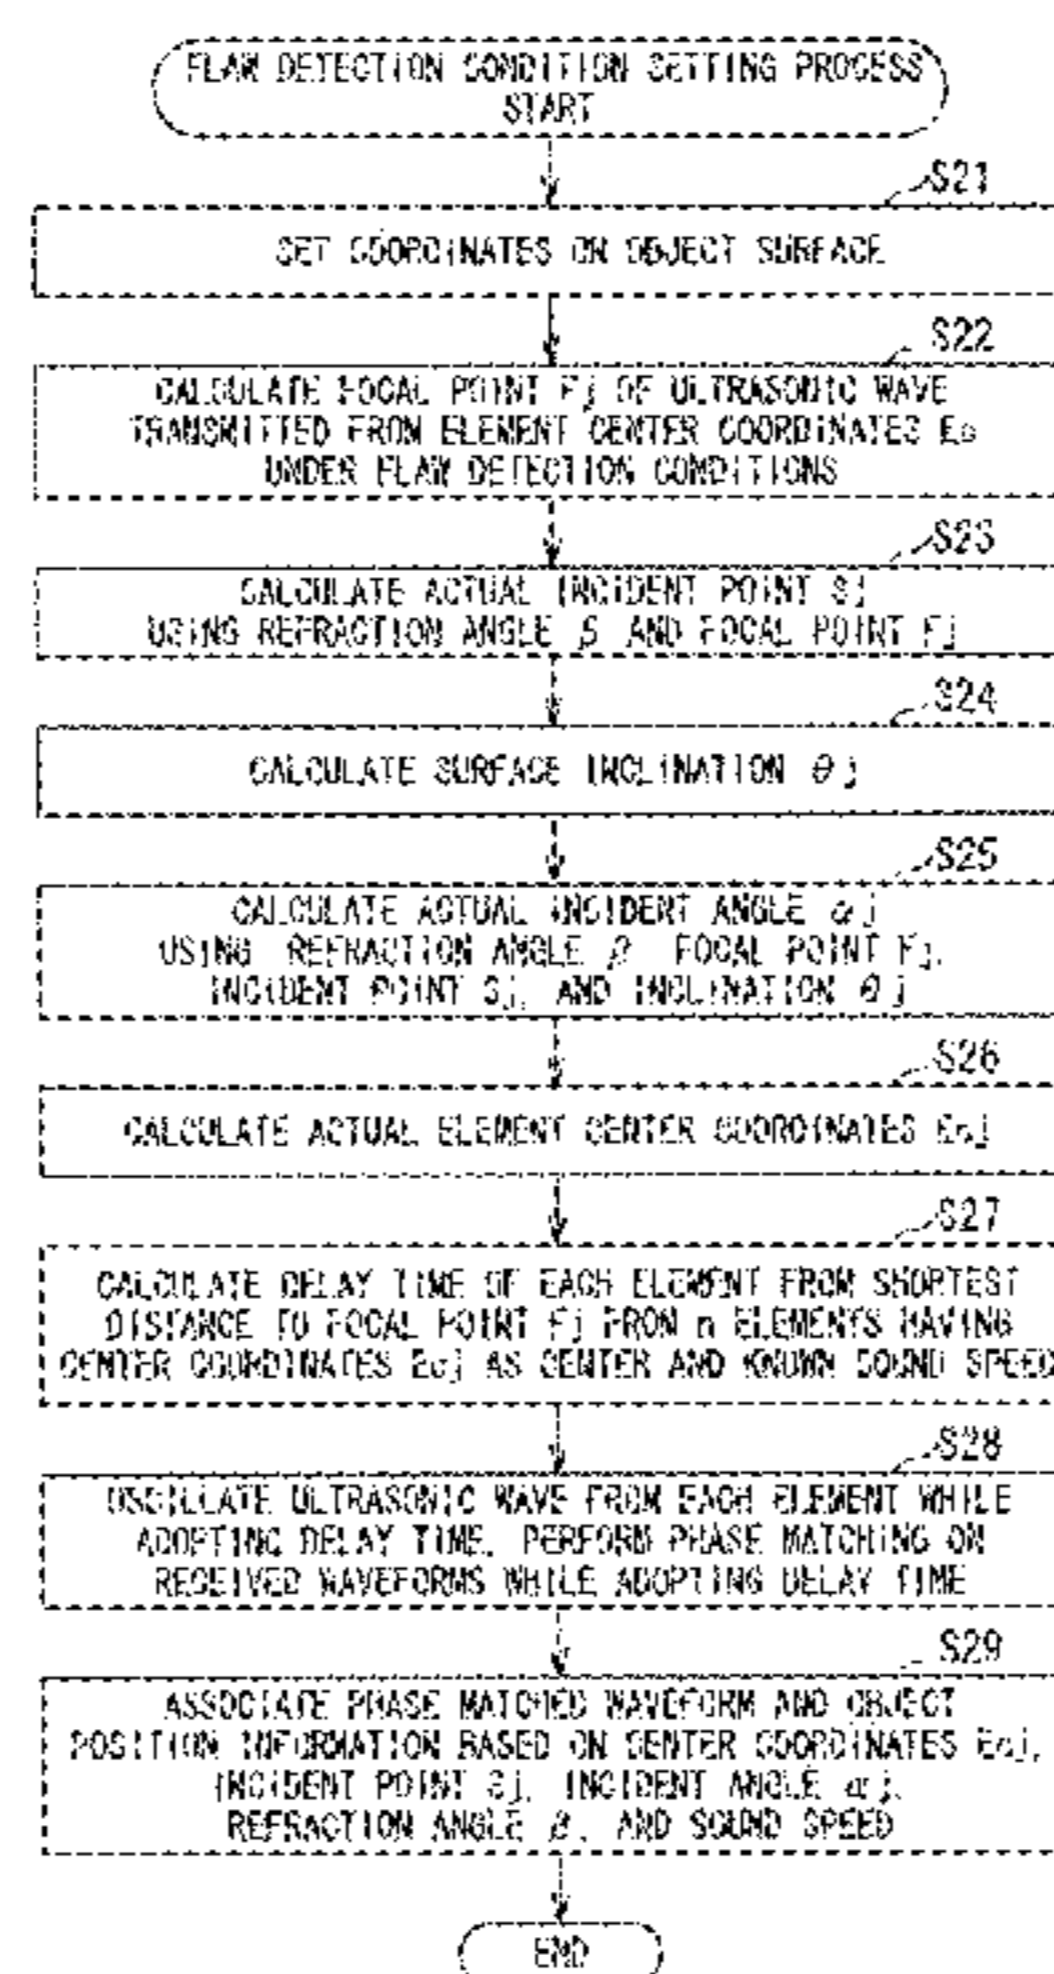 FLAW DETECTION CONDITION SETTING PROCESS
START
S21
SET COORDINATES ON OBJECT SURFACE
S22
CALCULATE FOCAL POINT Fj OF ULTRASONIC WAVE
TRANSMITTED FROM ELEMENT CENTER COORDINATES Ec
UNDER FLAW DETECTION CONDITIONS
S23
CALCULATE ACTUAL INCIDENT POINT Sj
USING REFRACTION ANGLE β AND FOCAL POINT Fj
S24
CALCULATE SURFACE INCLINATION θj
S25
CALCULATE ACTUAL INCIDENT ANGLE αj
USING REFRACTION ANGLE β FOCAL POINT Fj,
INCIDENT POINT Sj, AND INCLINATION θj
S26
CALCULATE ACTUAL ELEMENT CENTER COORDINATES Ecj
S27
CALCULATE DELAY TIME OF EACH ELEMENT FROM SHORTEST
DISTANCE TO FOCAL POINT Fj FROM n ELEMENTS HAVING
CENTER COORDINATES Ecj AS CENTER AND KNOWN SOUND SPEED
S28
OSCILLATE ULTRASONIC WAVE FROM EACH ELEMENT WHILE
ADOPTING DELAY TIME, PERFORM PHASE MATCHING ON
RECEIVED WAVEFORMS WHILE ADOPTING DELAY TIME
S29
ASSOCIATE PHASE MATCHED WAVEFORM AND OBJECT
POSITION INFORMATION BASED ON CENTER COORDINATES Ecj,
INCIDENT POINT Sj, INCIDENT ANGLE αj,
REFRACTION ANGLE β, AND SOUND SPEED
END